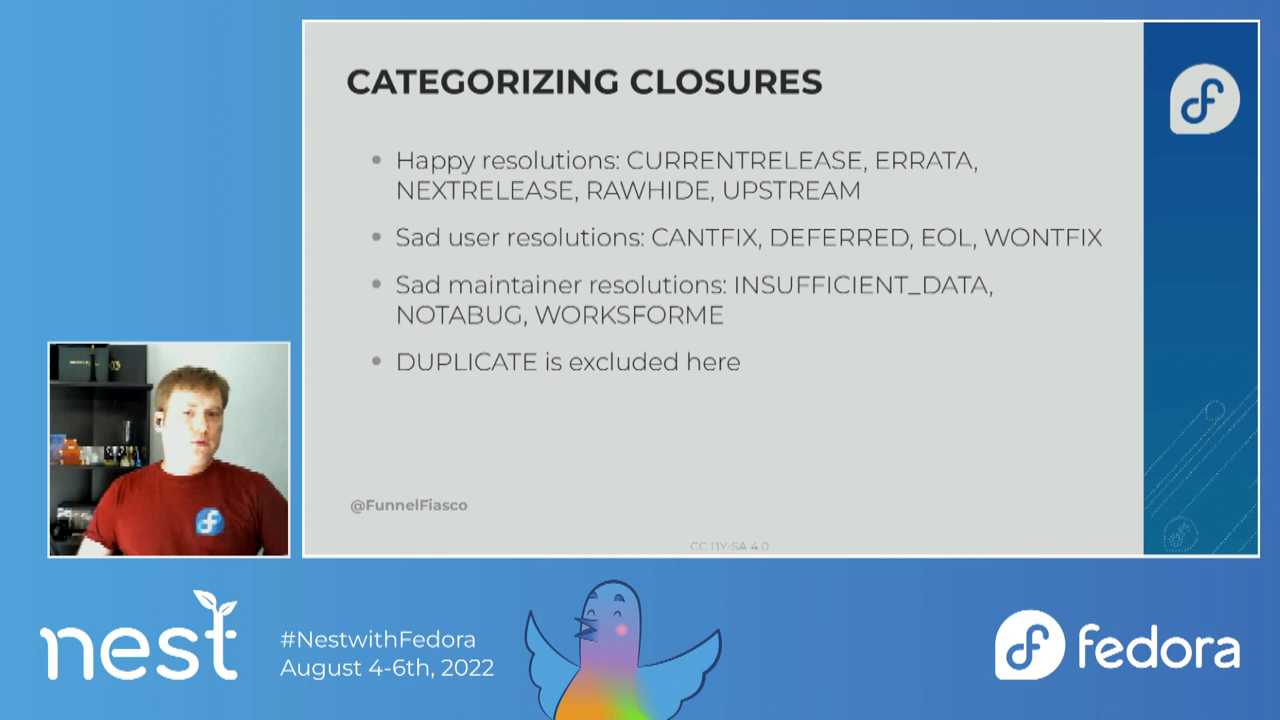 CATEGORIZING CLOSURES
Happy resolutions: CURRENTRELEASE, ERRATA,
NEXTRELEASE, RAWHIDE, UPSTREAM
Sad user resolutions: CANTFIX, DEFERRED, EOL, WONTFIX
Sad maintainer resolutions: INSUFFICIENT_DATA,
NOTABUG, WORKSFORME
DUPLICATE is excluded here
@FunnelFiasco
CC BY-SA 4.0
nest
#NestwithFedora
August 4-6th, 2022
fedora